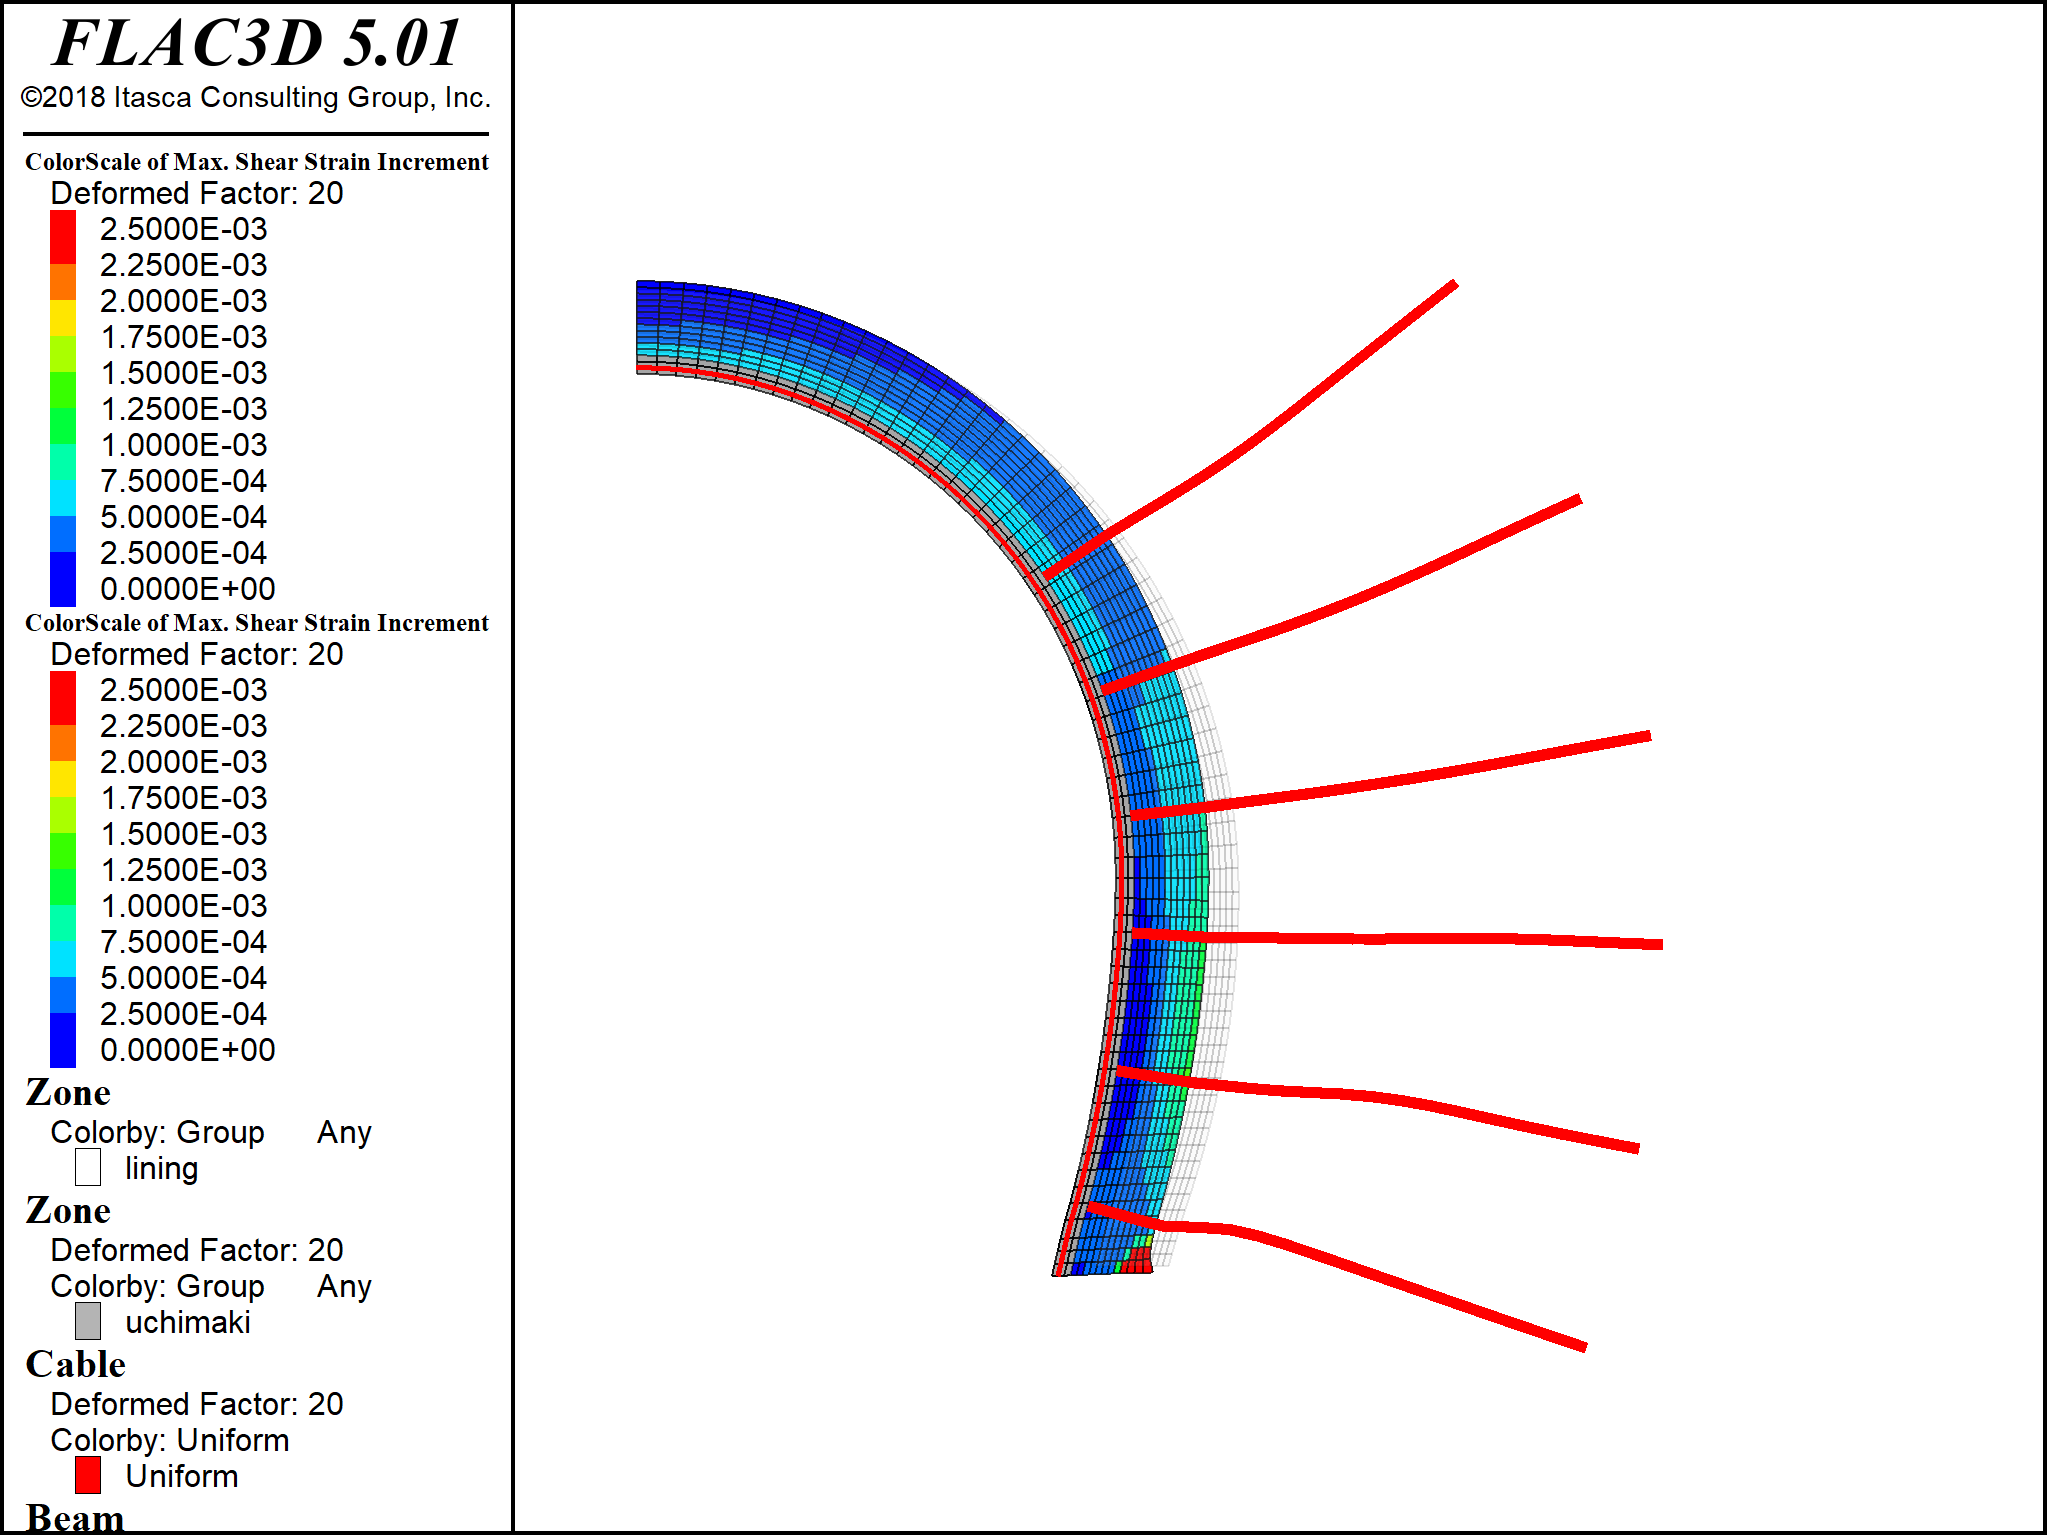 FLAC3D 5.01
©2018 Itasca Consulting Group, Inc.
ColorScale of Max. Shear Strain Increment
Deformed Factor: 20
2.5000E-03
2.2500E-03
2.0000E-03
1.7500E-03
1.5000E-03
1.2500E-03
1.0000E-03
7.5000E-04
5.0000E-04
2.5000E-04
0.0000E+00
ColorScale of Max. Shear Strain Increment
Deformed Factor: 20
2.5000E-03
2.2500E-03
2.0000E-03
1.7500E-03
1.5000E-03
1.2500E-03
1.0000E-03
7.5000E-04
5.0000E-04
2.5000E-04
0.0000E+00
Zone
Colorby: Group Any
lining
Zone
Deformed Factor: 20
Colorby: Group Any
uchimaki
Cable
Deformed Factor: 20
Colorby: Uniform
Uniform
Beam